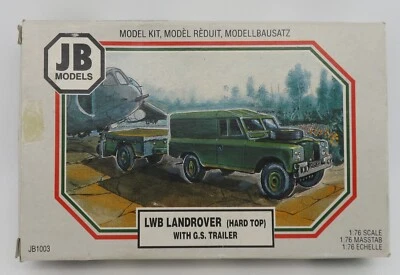 MODEL KIT, MODÈL RÉDUIT, MODELLBAUSATZ
JB
MODELS
LWB LANDROVER (HARD TOP)
WITH G.S. TRAILER
1:76 SCALE
1:76 MASSTAB
1:76 ECHELLE
JB1003